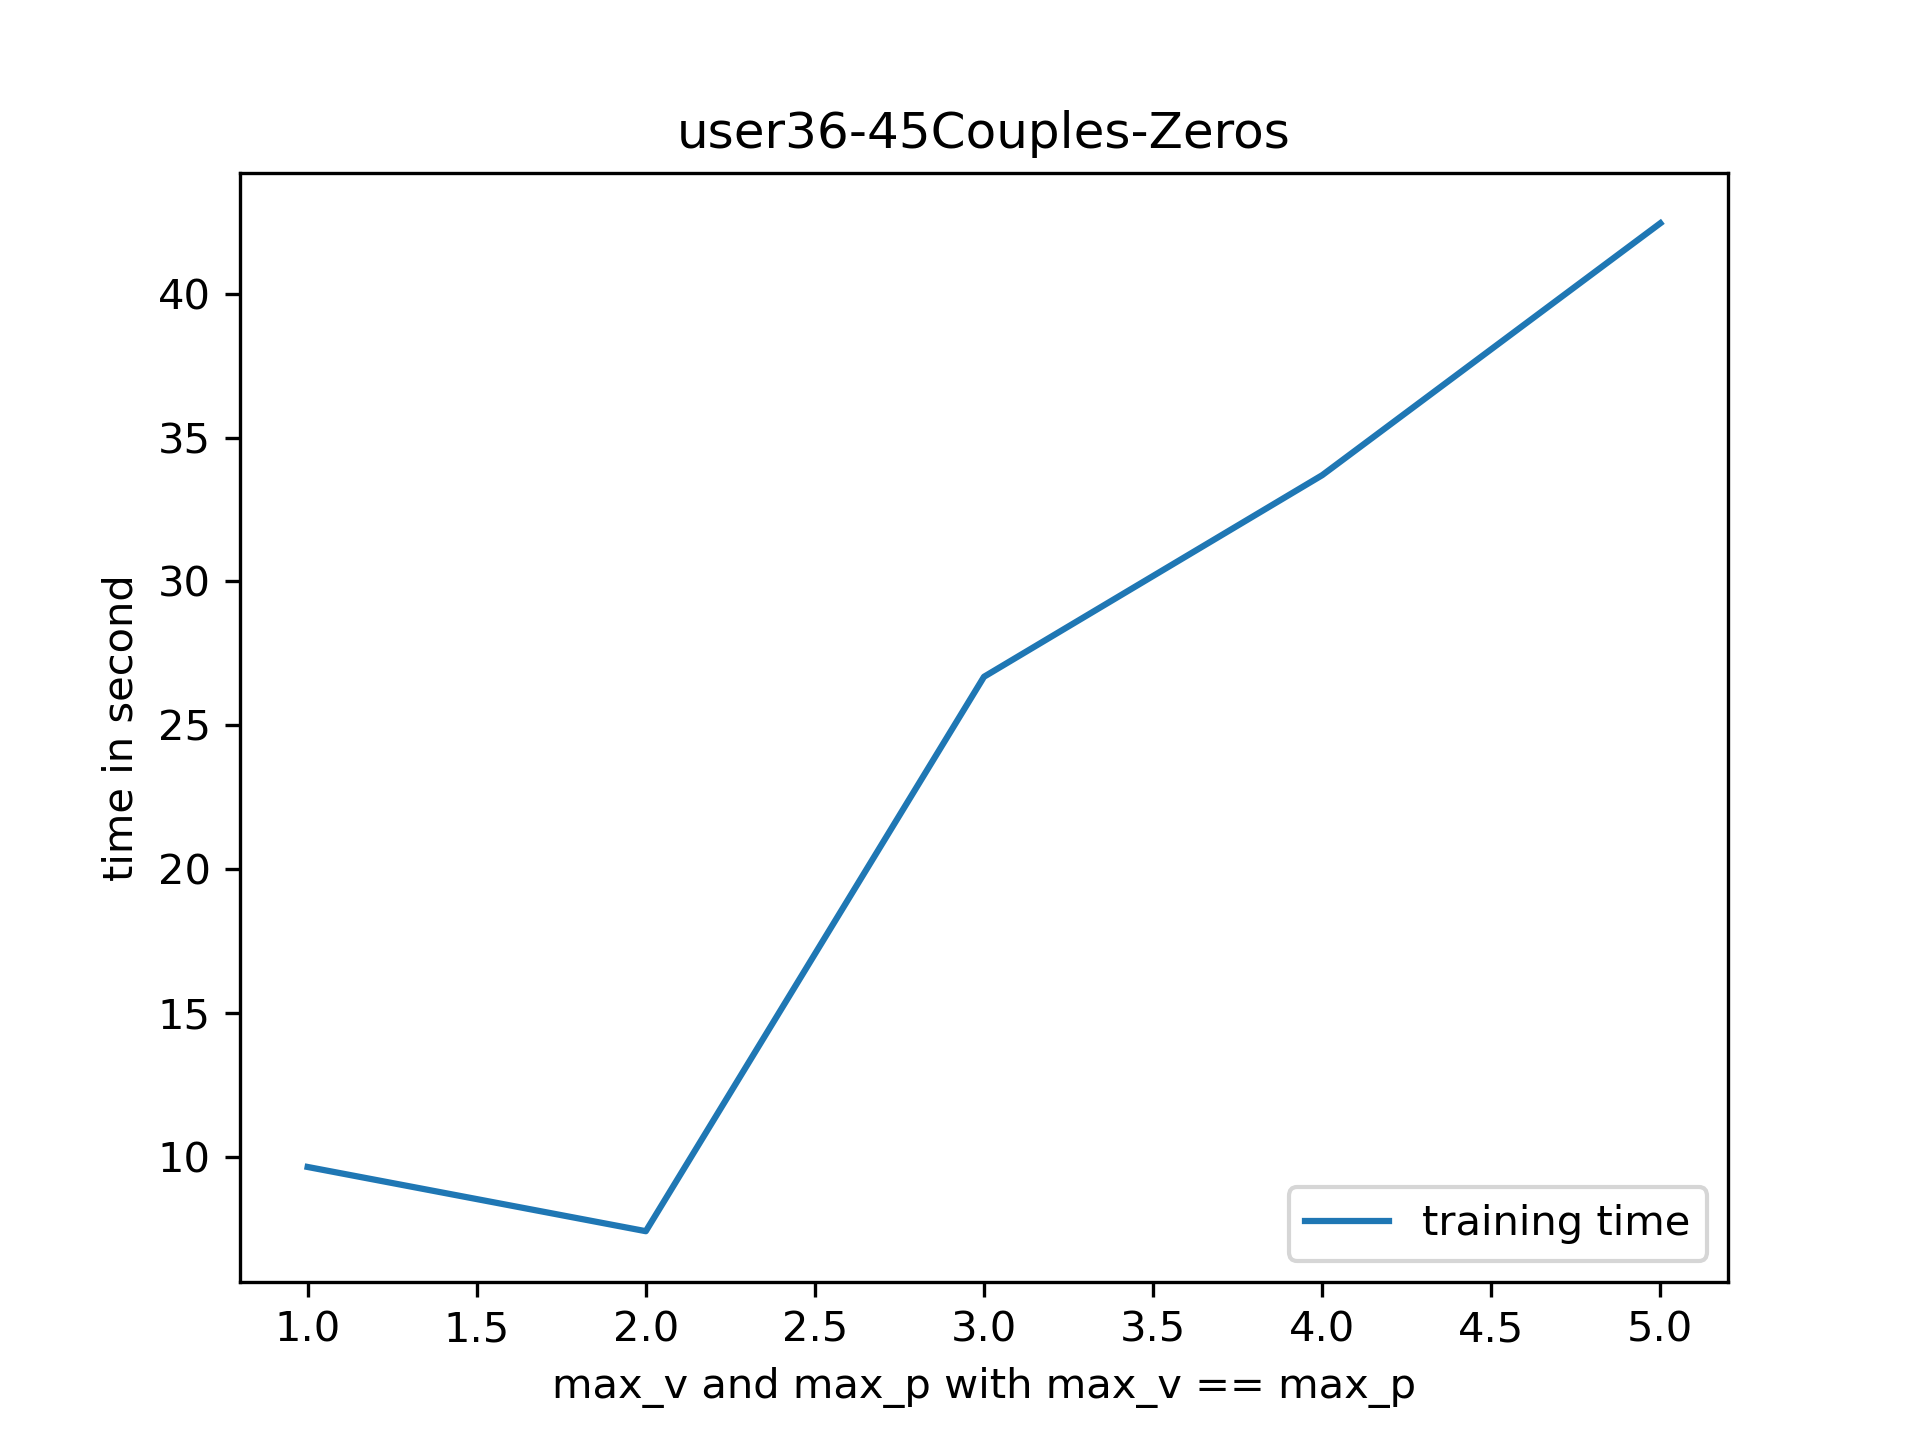 user36-45Couples-Zeros
time in second
40
35
30
25
20
15
10
training time
1.0 1.5 2.0 2.5 3.0 3.5 4.0 4.5 5.0
max_v and max_p with max_v == max_p